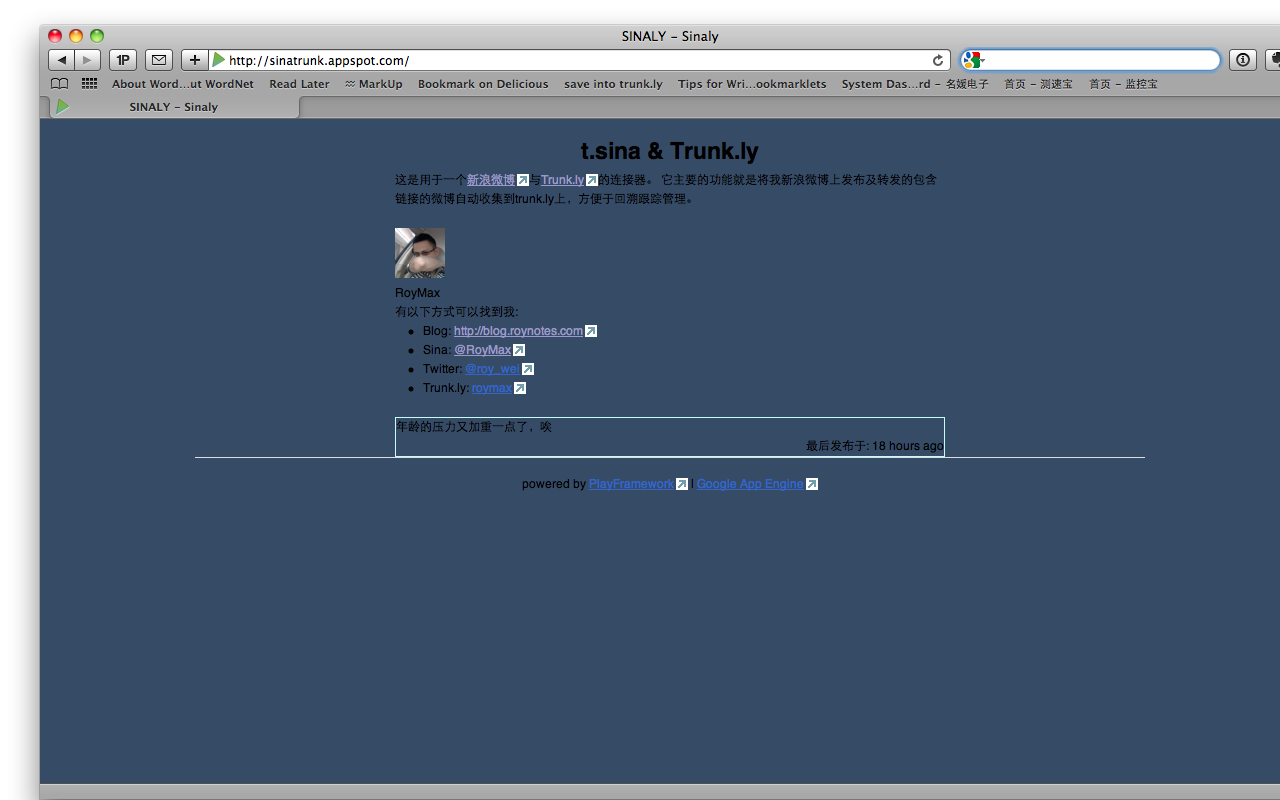 SINALY – Sinaly
1P
http://sinatrunk.appspot.com/
About Word...ut WordNet Read Later MarkUp Bookmark on Delicious save into trunk.ly Tips for Wri...ookmarklets System Das...rd – 名媛电子 首页 – 测速宝 首页 – 监控宝
SINALY – Sinaly
t.sina & Trunk.ly
这是用于一个新浪微博与Trunk.ly的连接器。 它主要的功能就是将我新浪微博上发布及转发的包含
链接的微博自动收集到trunk.ly上，方便于回溯跟踪管理。
RoyMax
有以下方式可以找到我:
Blog: http://blog.roynotes.com
Sina: @RoyMax
Twitter: @roy_wei
Trunk.ly: roymax
年龄的压力又加重一点了，唉
最后发布于: 18 hours ago
powered by PlayFramework | Google App Engine